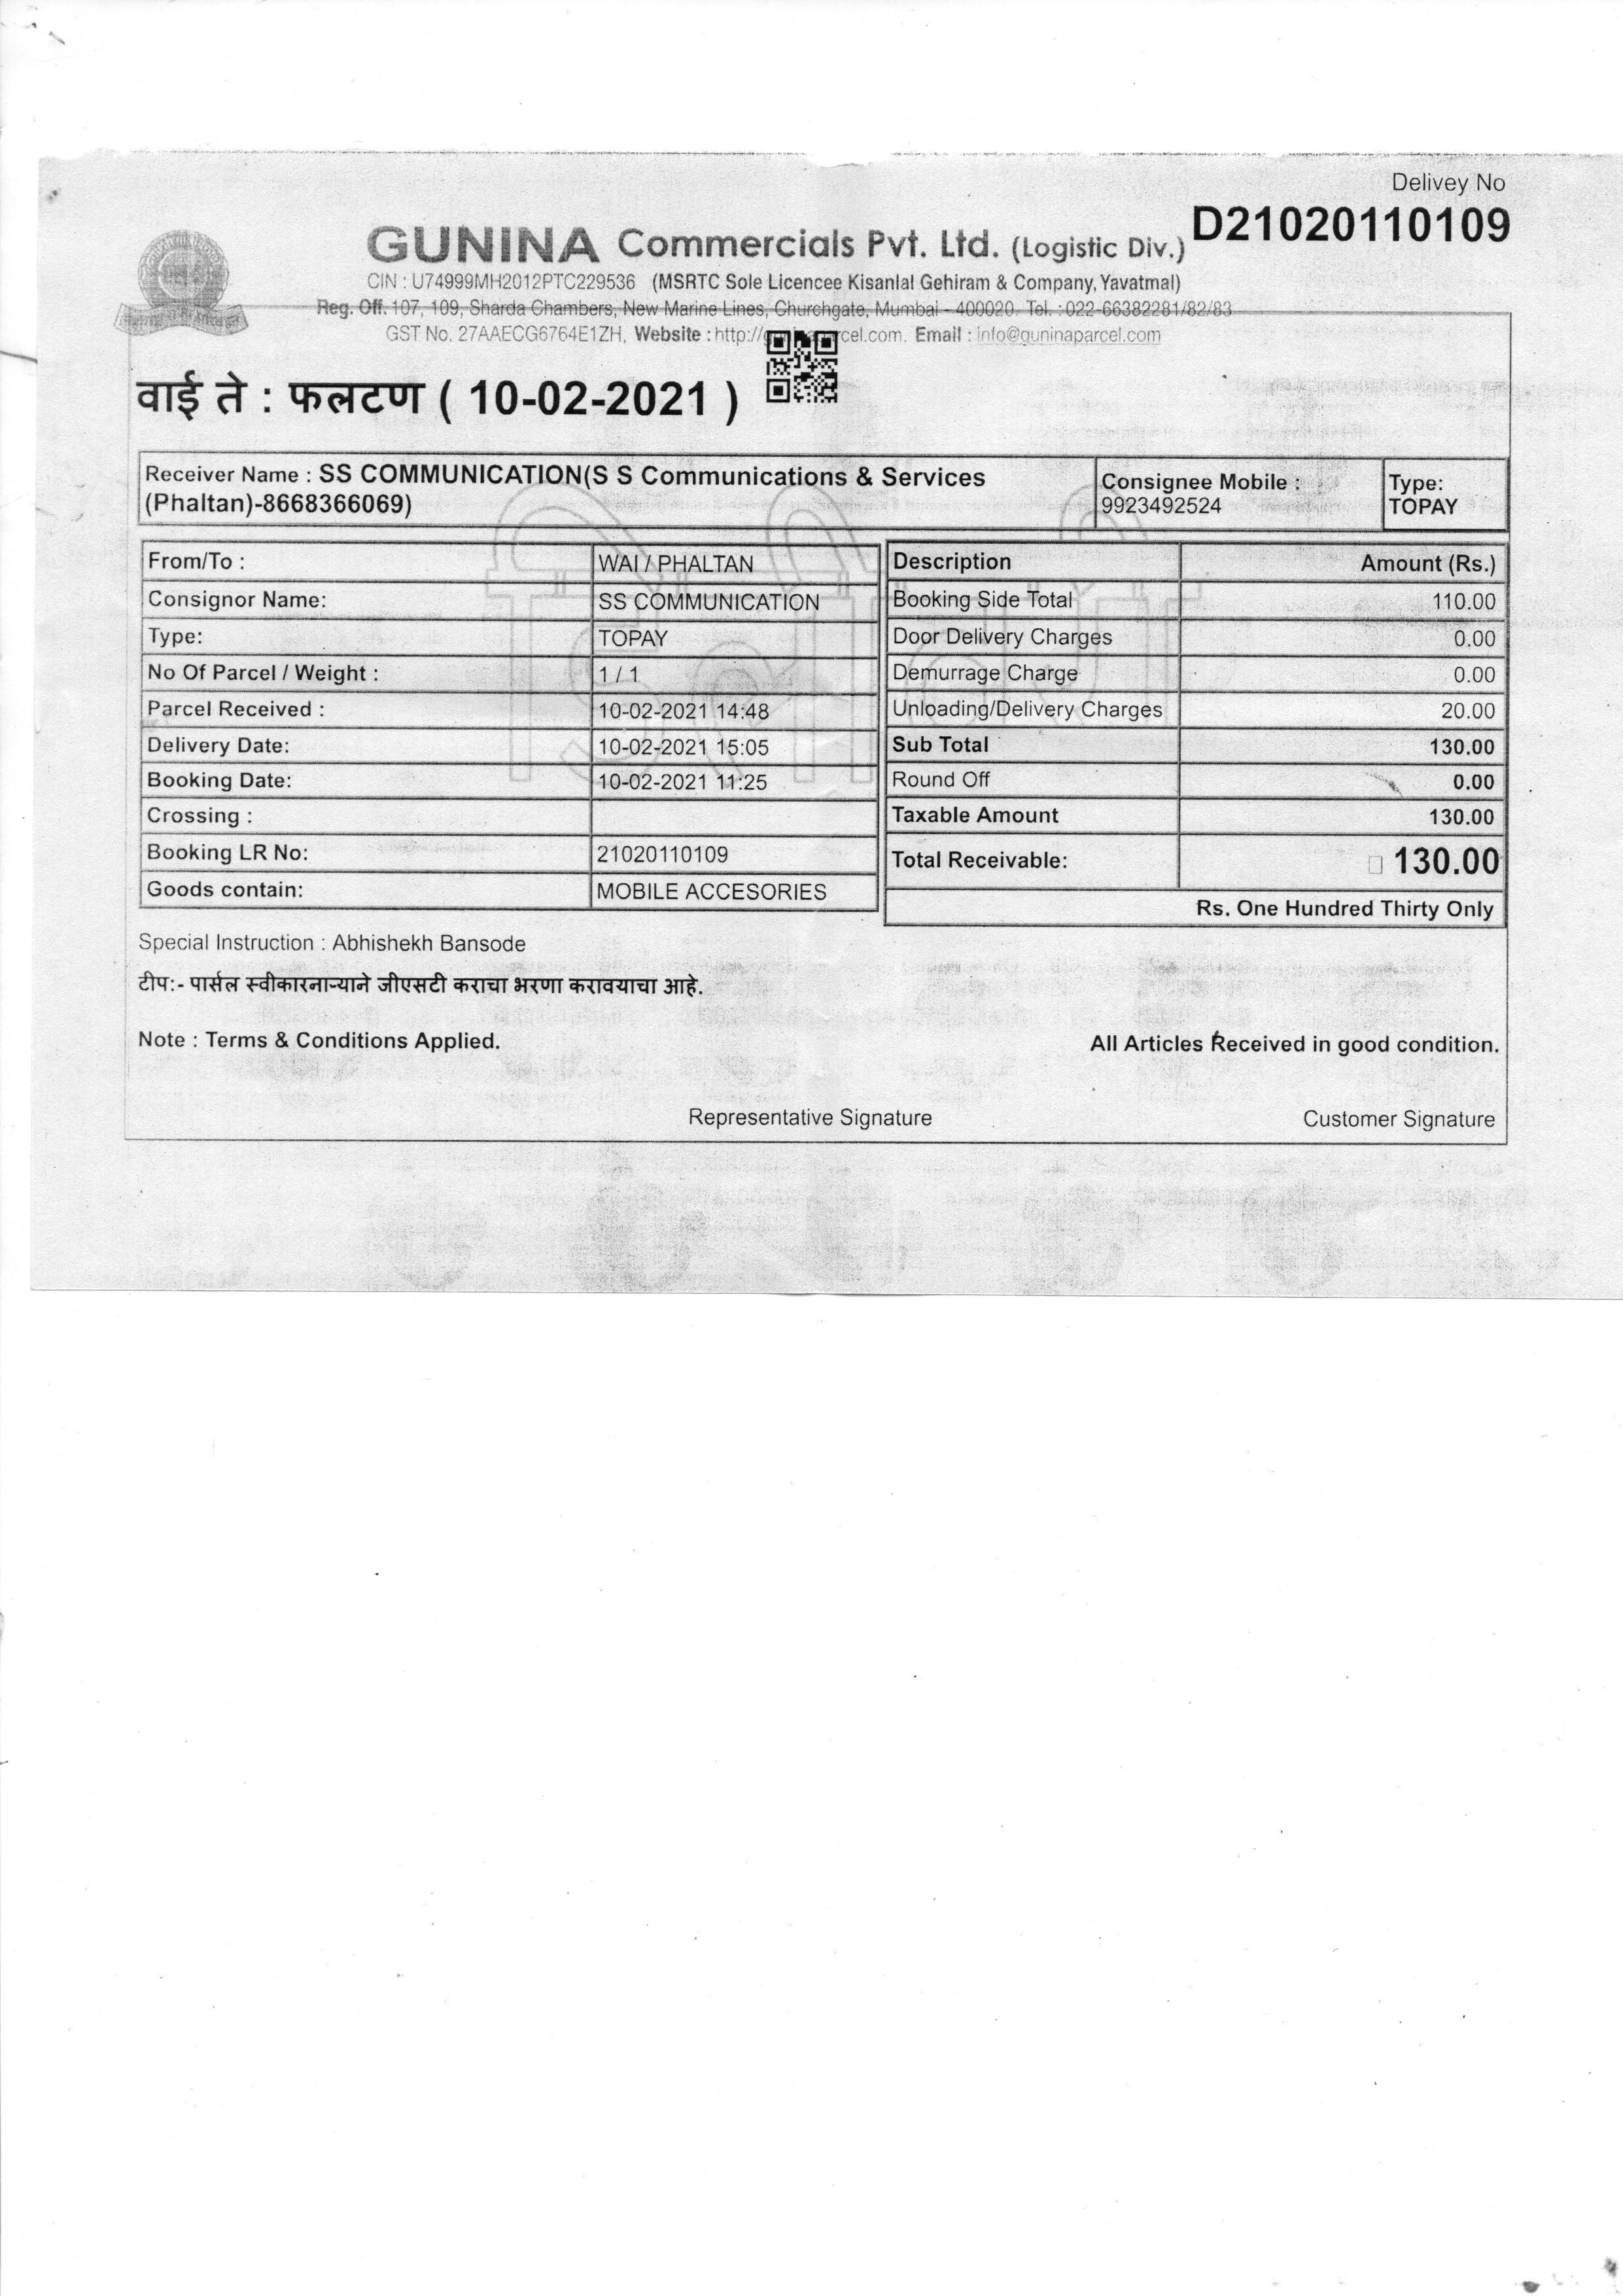 Delivey No
D21020110109
GUNINA Commercials Pvt. Ltd. (Logistic Div.)
CIN : U74999MH2012PTC229536 (MSRTC Sole Licencee Kisanlal Gehiram & Company, Yavatmal)
Reg. Off. 107, 109, Sharda Chambers, New Marine Lines, Churchgate, Mumbai - 400020. Tel. : 022-66382281/82/83
GST No. 27AAECG6764E1ZH, Website : http:// cel.com, Email : info@guninaparcel.com
वाई ते : फलटण ( 10-02-2021 )
Receiver Name : SS COMMUNICATION(S S Communications & Services
(Phaltan)-8668366069)
Consignee Mobile :
9923492524
Type:
TOPAY
From/To : WAI / PHALTAN
Consignor Name: SS COMMUNICATION
Type: TOPAY
No Of Parcel / Weight : 1 / 1
Parcel Received : 10-02-2021 14:48
Delivery Date: 10-02-2021 15:05
Booking Date: 10-02-2021 11:25
Crossing :
Booking LR No: 21020110109
Goods contain: MOBILE ACCESORIES
Description Amount (Rs.)
Booking Side Total 110.00
Door Delivery Charges 0.00
Demurrage Charge 0.00
Unloading/Delivery Charges 20.00
Sub Total 130.00
Round Off 0.00
Taxable Amount 130.00
Total Receivable: 130.00
Rs. One Hundred Thirty Only
Special Instruction : Abhishekh Bansode
टीप:- पार्सल स्वीकारनाऱ्याने जीएसटी कराचा भरणा करावयाचा आहे.
Note : Terms & Conditions Applied.
All Articles Received in good condition.
Representative Signature
Customer Signature